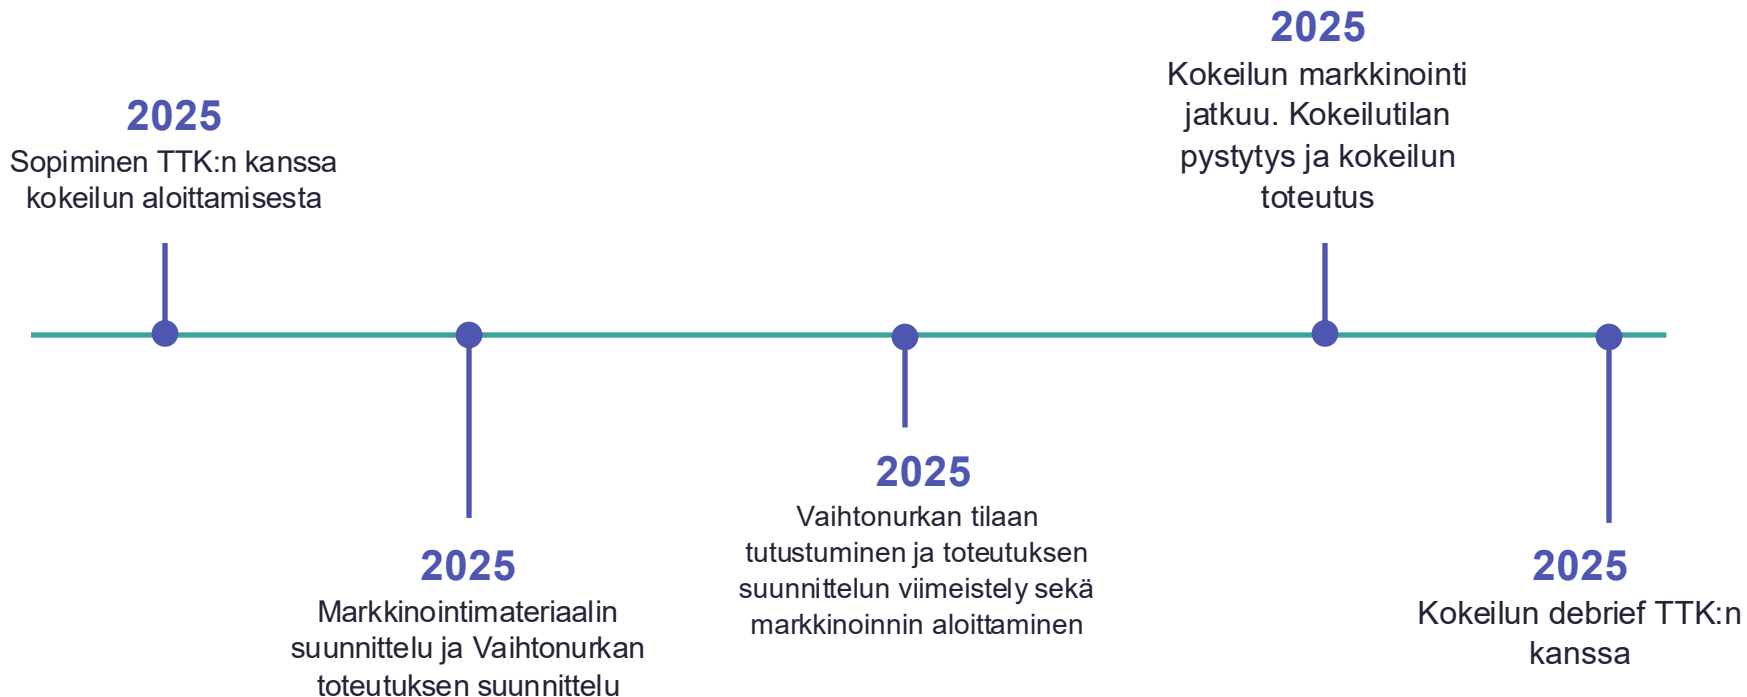 2025
Sopiminen TTK:n kanssa
kokeilun aloittamisesta
2025
Markkinointimateriaalin
suunnittelu ja Vaihtonurkan
toteutuksen suunnittelu
2025
Vaihtonurkan tilaan
tutustuminen ja toteutuksen
suunnittelun viimeistely sekä
markkinoinnin aloittaminen
2025
Kokeilun markkinointi
jatkuu. Kokeilutilan
pystytys ja kokeilun
toteutus
2025
Kokeilun debrief TTK:n
kanssa